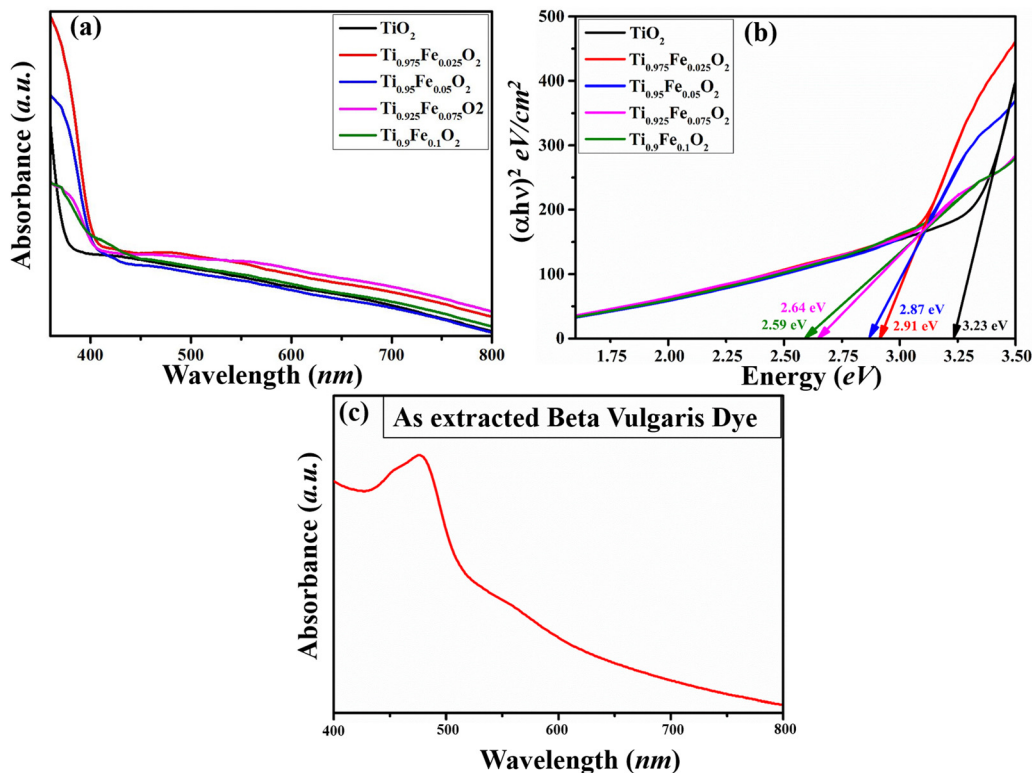 (a)
TiO₂
Ti₀.₉₇₅Fe₀.₀₂₅O₂
Ti₀.₉₅Fe₀.₀₅O₂
Ti₀.₉₂₅Fe₀.₀₇₅O2
Ti₀.₉Fe₀.₁O₂
Absorbance (a.u.)
400 500 600 700 800
Wavelength (nm)
(b)
TiO₂
Ti₀.₉₇₅Fe₀.₀₂₅O₂
Ti₀.₉₅Fe₀.₀₅O₂
Ti₀.₉₂₅Fe₀.₀₇₅O₂
Ti₀.₉Fe₀.₁O₂
(αhν)² eV/cm²
500
400
300
200
100
0
2.64 eV 2.87 eV
2.59 eV 2.91 eV 3.23 eV
1.75 2.00 2.25 2.50 2.75 3.00 3.25 3.50
Energy (eV)
(c) As extracted Beta Vulgaris Dye
Absorbance (a.u.)
400 500 600 700 800
Wavelength (nm)